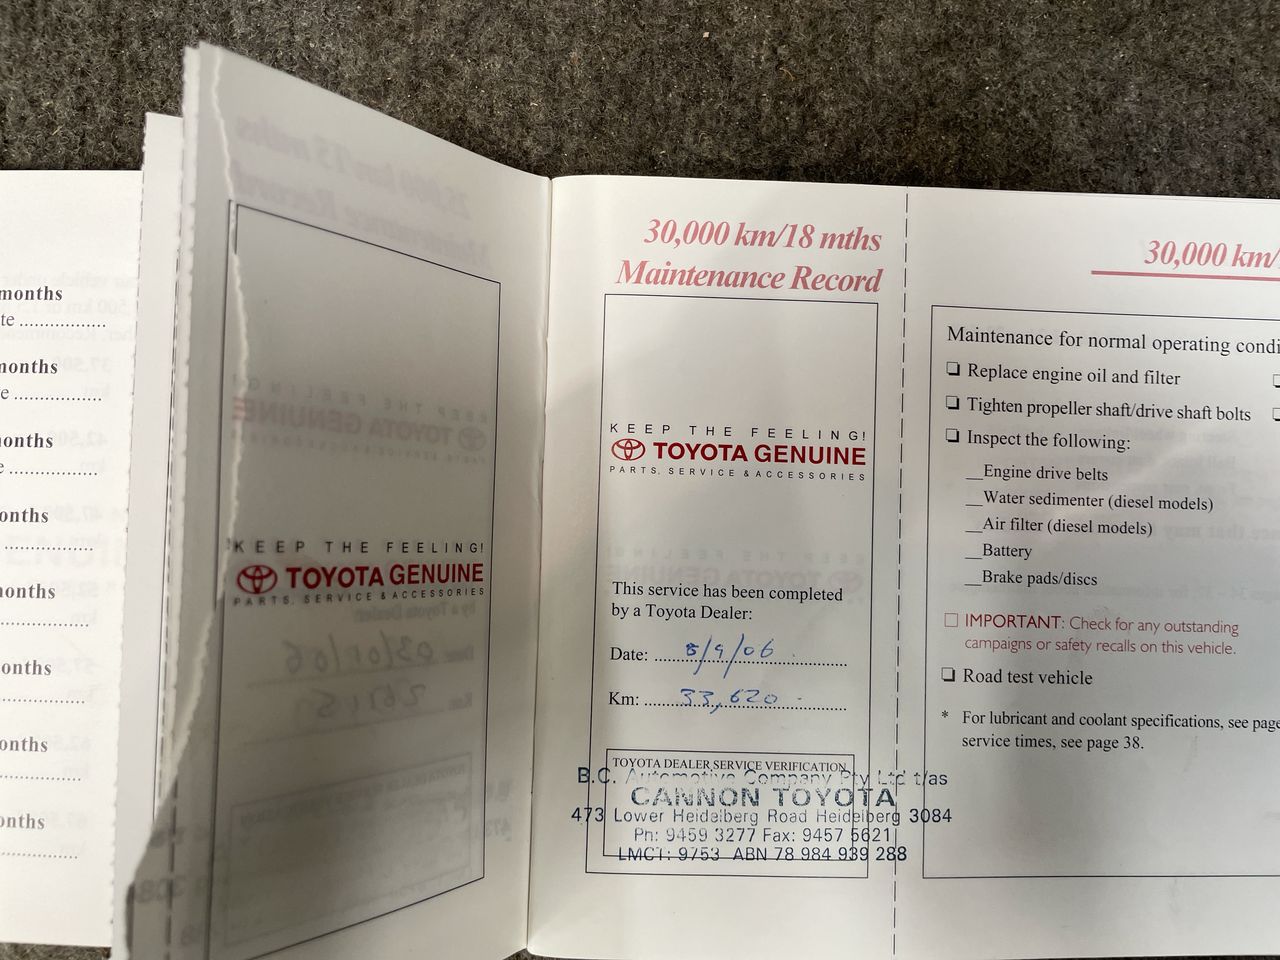 months
te ................
months
e ................
months
e ................
onths
................
onths
................
onths
................
onths
................
onths
................
KEEP THE FEELING!
TOYOTA GENUINE
PARTS, SERVICE & ACCESSORIES
30,000 km/18 mths
Maintenance Record
KEEP THE FEELING!
TOYOTA GENUINE
PARTS, SERVICE & ACCESSORIES
This service has been completed
by a Toyota Dealer:
Date: 8/9/06
Km: 33,620
TOYOTA DEALER SERVICE VERIFICATION
B.C. Automotive Company Pty Ltd t/as
CANNON TOYOTA
473 Lower Heidelberg Road Heidelberg 3084
Ph: 9459 3277 Fax: 9457 5621
LMCT: 9753 ABN 78 984 939 288
30,000 km/
Maintenance for normal operating condi
❏ Replace engine oil and filter
❏ Tighten propeller shaft/drive shaft bolts
❏ Inspect the following:
__Engine drive belts
__Water sedimenter (diesel models)
__Air filter (diesel models)
__Battery
__Brake pads/discs
❏ IMPORTANT: Check for any outstanding
campaigns or safety recalls on this vehicle.
❏ Road test vehicle
* For lubricant and coolant specifications, see page
service times, see page 38.